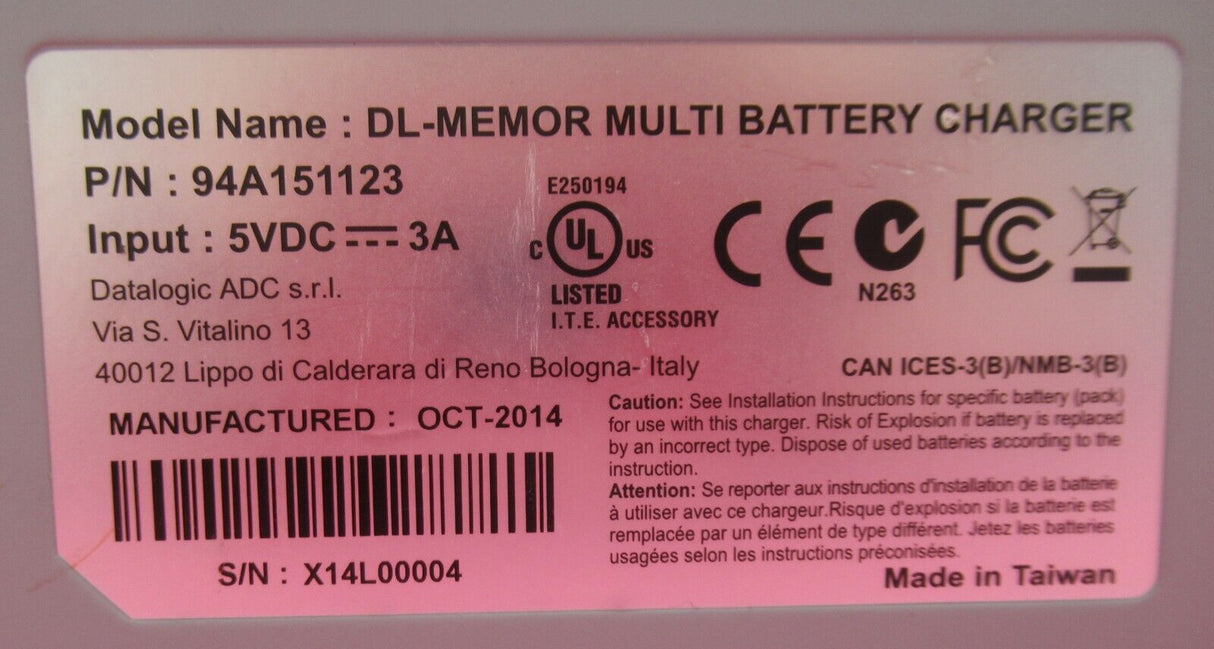 Model Name : DL-MEMOR MULTI BATTERY CHARGER
P/N : 94A151123
Input : 5VDC ⎓ 3A
Datalogic ADC s.r.l.
Via S. Vitalino 13
40012 Lippo di Calderara di Reno Bologna- Italy
MANUFACTURED : OCT-2014
S/N : X14L00004
E250194
C UL US
LISTED
I.T.E. ACCESSORY
CE
N263
FC
CAN ICES-3(B)/NMB-3(B)
Caution: See Installation Instructions for specific battery (pack)
for use with this charger. Risk of Explosion if battery is replaced
by an incorrect type. Dispose of used batteries according to the
instruction.
Attention: Se reporter aux instructions d'installation de la batterie
à utiliser avec ce chargeur.Risque d'explosion si la batterie est
remplacée par un élément de type différent. Jetez les batteries
usagées selon les instructions préconisées.
Made in Taiwan